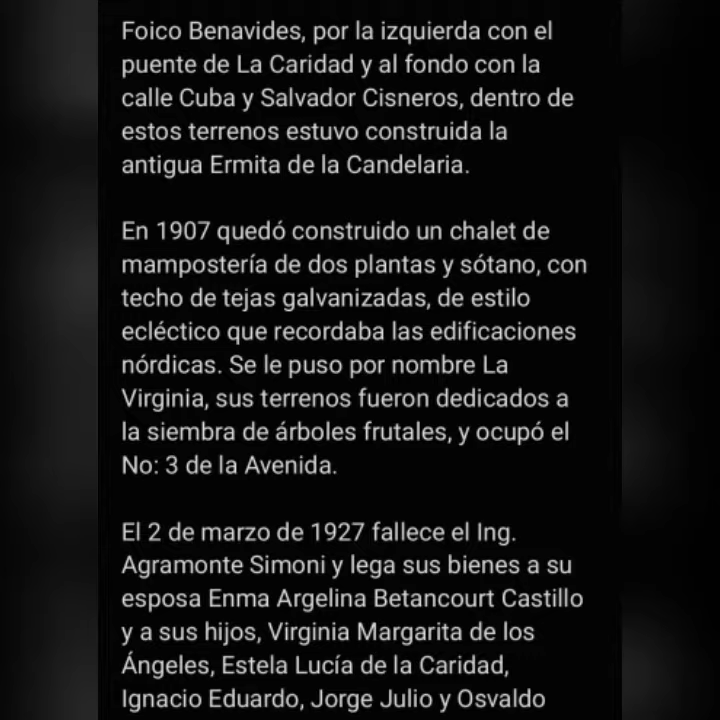 Foico Benavides, por la izquierda con el
puente de La Caridad y al fondo con la
calle Cuba y Salvador Cisneros, dentro de
estos terrenos estuvo construida la
antigua Ermita de la Candelaria.
En 1907 quedó construido un chalet de
mampostería de dos plantas y sótano, con
techo de tejas galvanizadas, de estilo
ecléctico que recordaba las edificaciones
nórdicas. Se le puso por nombre La
Virginia, sus terrenos fueron dedicados a
la siembra de árboles frutales, y ocupó el
No: 3 de la Avenida.
El 2 de marzo de 1927 fallece el Ing.
Agramonte Simoni y lega sus bienes a su
esposa Enma Argelina Betancourt Castillo
y a sus hijos, Virginia Margarita de los
Ángeles, Estela Lucía de la Caridad,
Ignacio Eduardo, Jorge Julio y Osvaldo